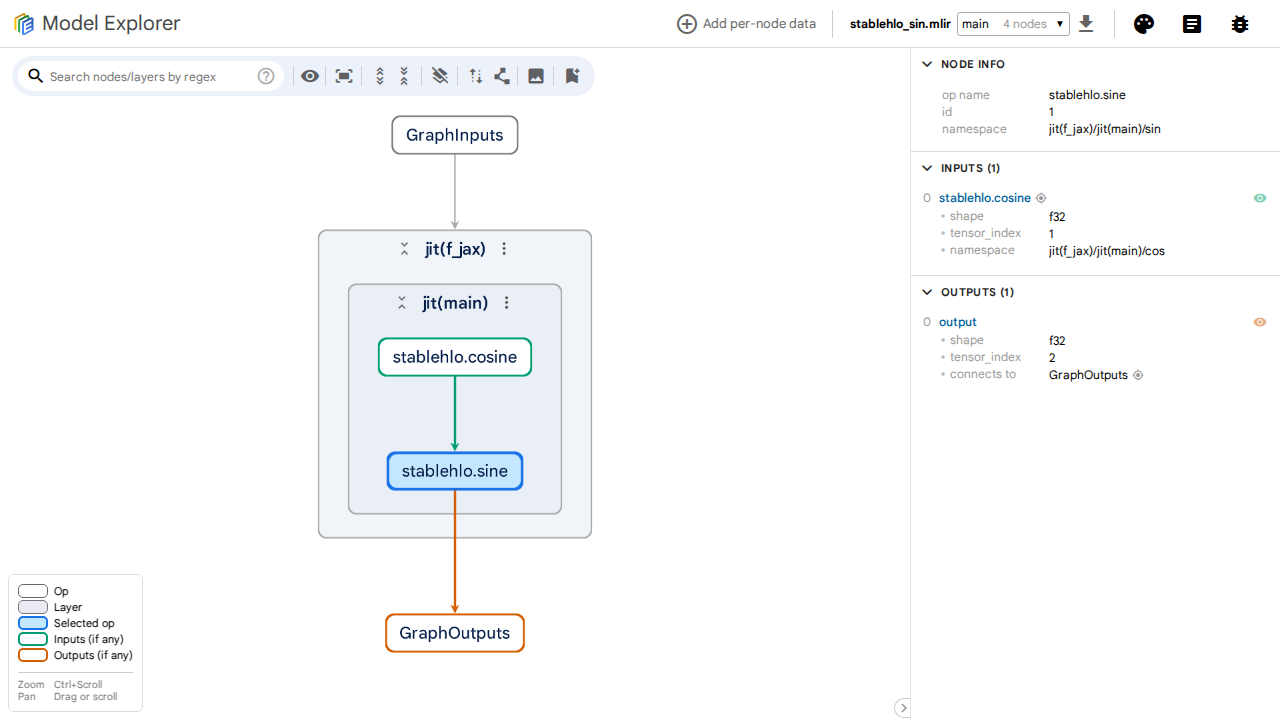 Model Explorer
Add per-node data
stablehlo_sin.mlir
main 4 nodes
Search nodes/layers by regex
GraphInputs
jit(f_jax)
jit(main)
stablehlo.cosine
stablehlo.sine
GraphOutputs
Op
Layer
Selected op
Inputs (if any)
Outputs (if any)
Zoom Ctrl+Scroll
Pan Drag or scroll
NODE INFO
op name stablehlo.sine
id 1
namespace jit(f_jax)/jit(main)/sin
INPUTS (1)
0 stablehlo.cosine
• shape f32
• tensor_index 1
• namespace jit(f_jax)/jit(main)/cos
OUTPUTS (1)
0 output
• shape f32
• tensor_index 2
• connects to GraphOutputs